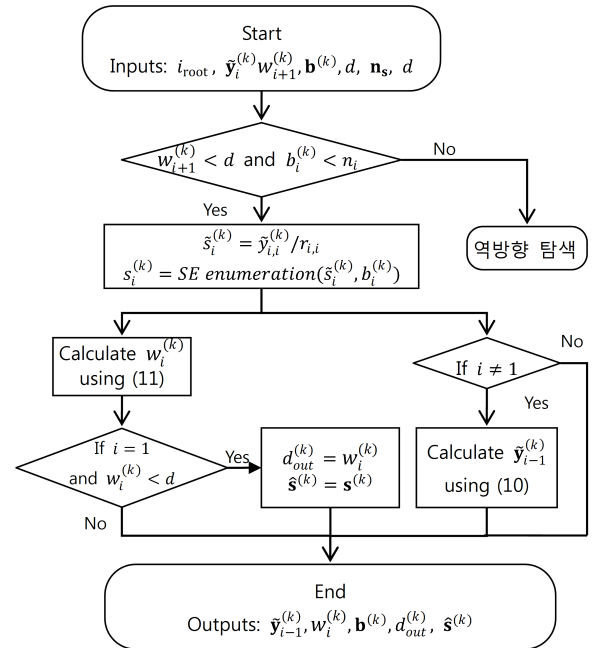 Start
Inputs: i_root, ỹ_i^(k) w_{i+1}^(k), b^(k), d, n_s, d
w_{i+1}^(k) < d and b_i^(k) < n_i
No
Yes
역방향 탐색
s̃_i^(k) = ỹ_{i,i}^(k)/r_{i,i}
s_i^(k) = SE enumeration(s̃_i^(k), b_i^(k))
Calculate w_i^(k)
using (11)
If i ≠ 1
No
Yes
If i = 1
and w_i^(k) < d
Yes
No
d_out^(k) = w_i^(k)
ŝ^(k) = s^(k)
Calculate ỹ_{i-1}^(k)
using (10)
End
Outputs: ỹ_{i-1}^(k), w_i^(k), b^(k), d_out^(k), ŝ^(k)